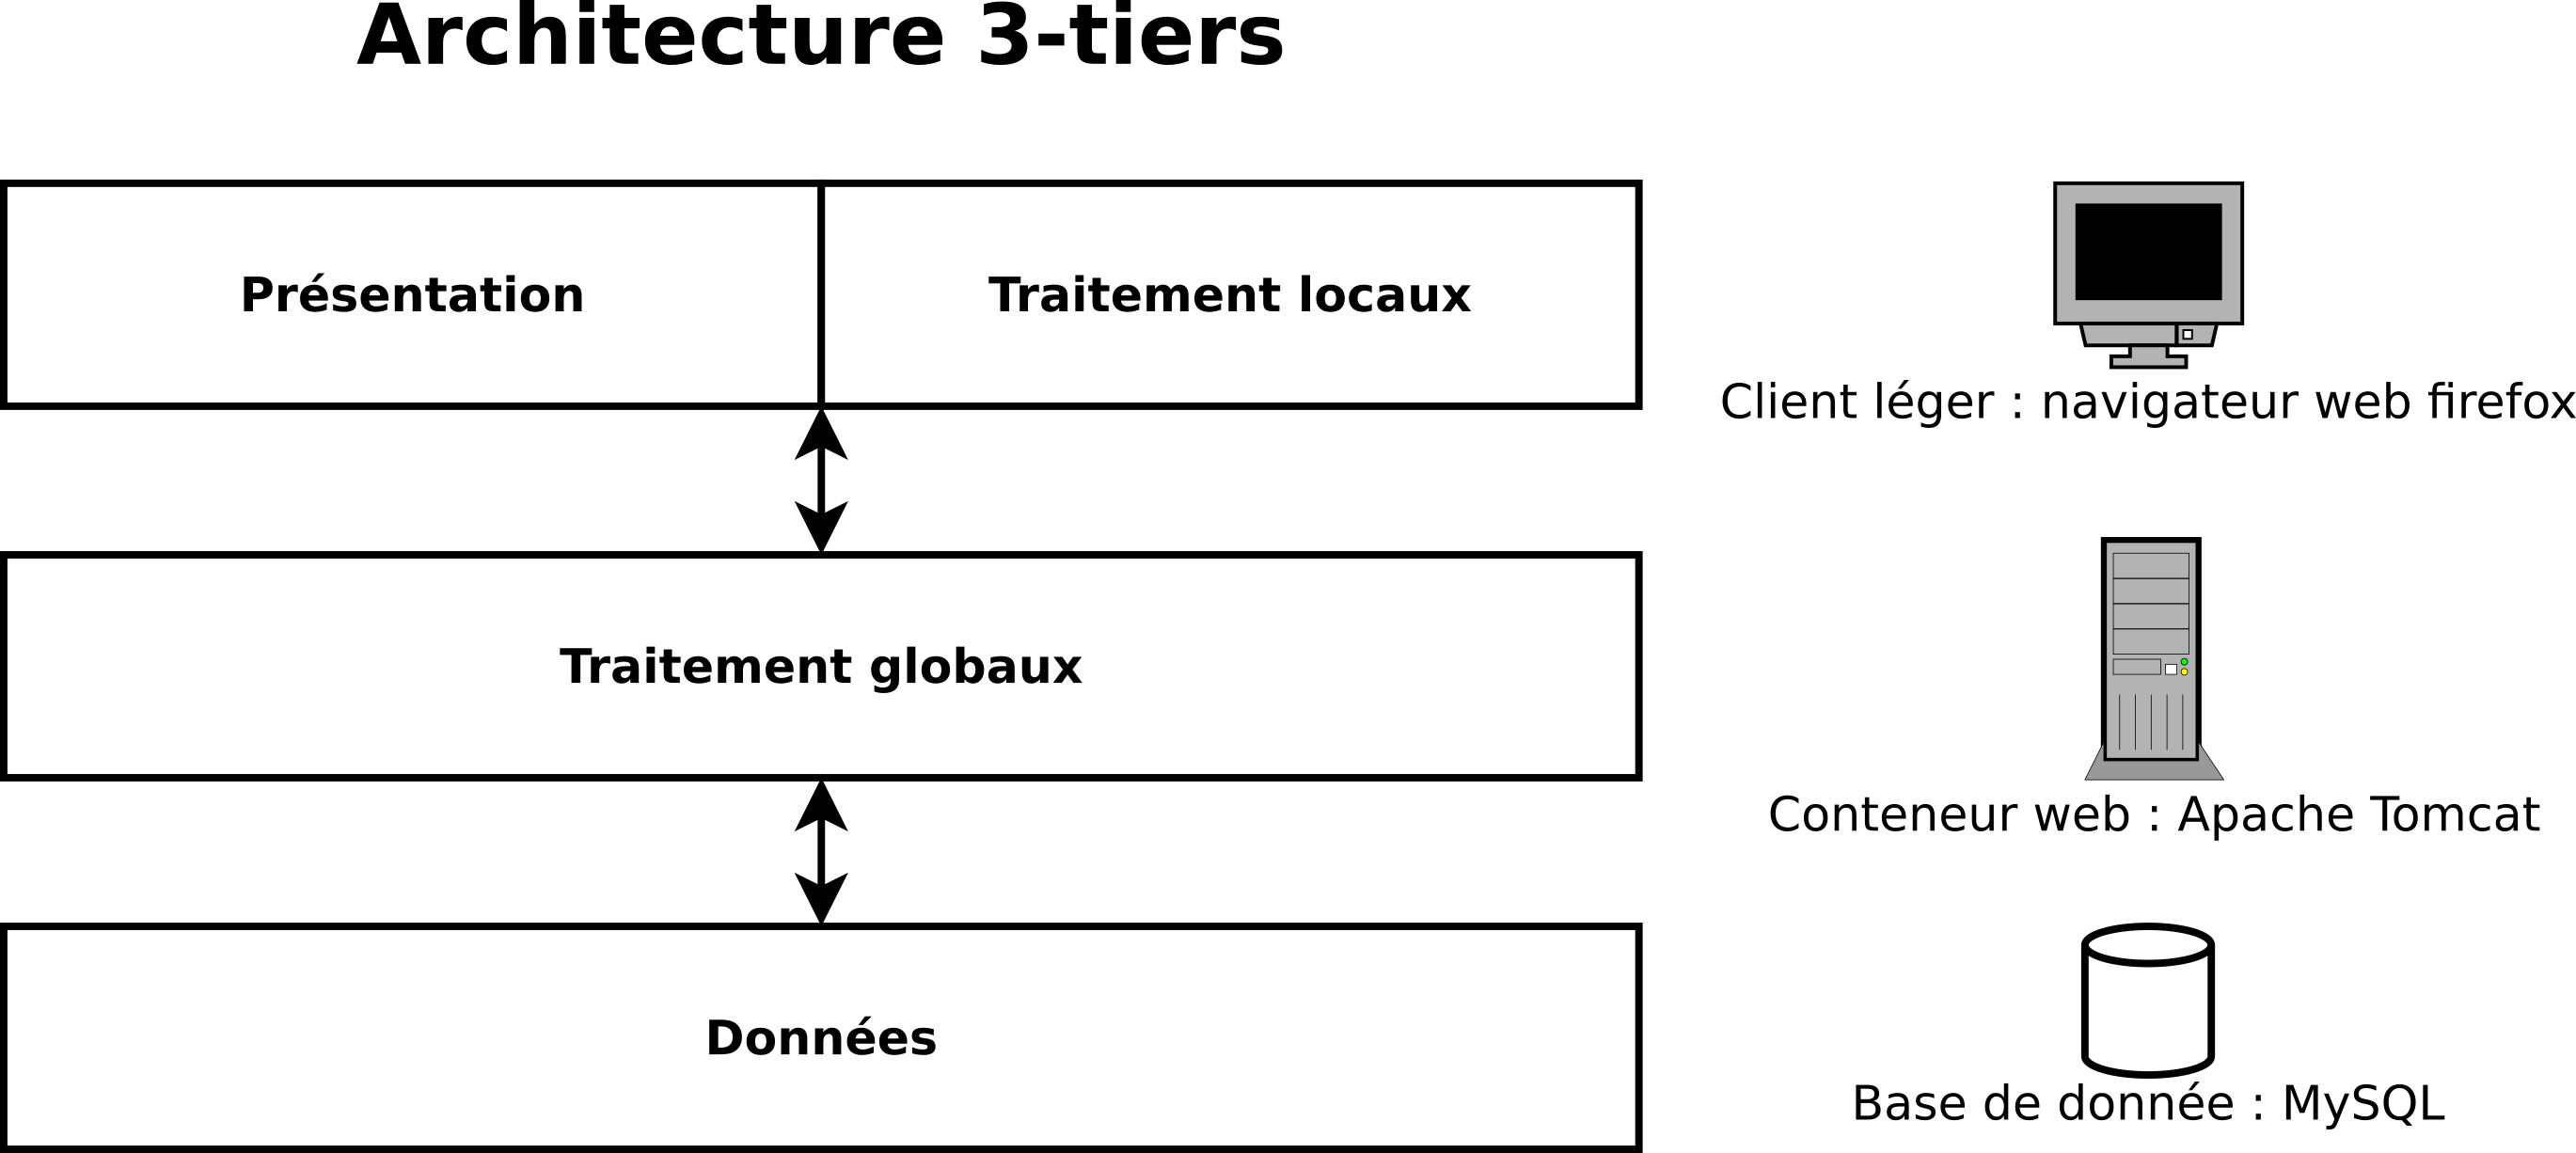 Architecture 3-tiers
Présentation
Traitement locaux
Client léger : navigateur web firefox
Traitement globaux
Conteneur web : Apache Tomcat
Données
Base de donnée : MySQL